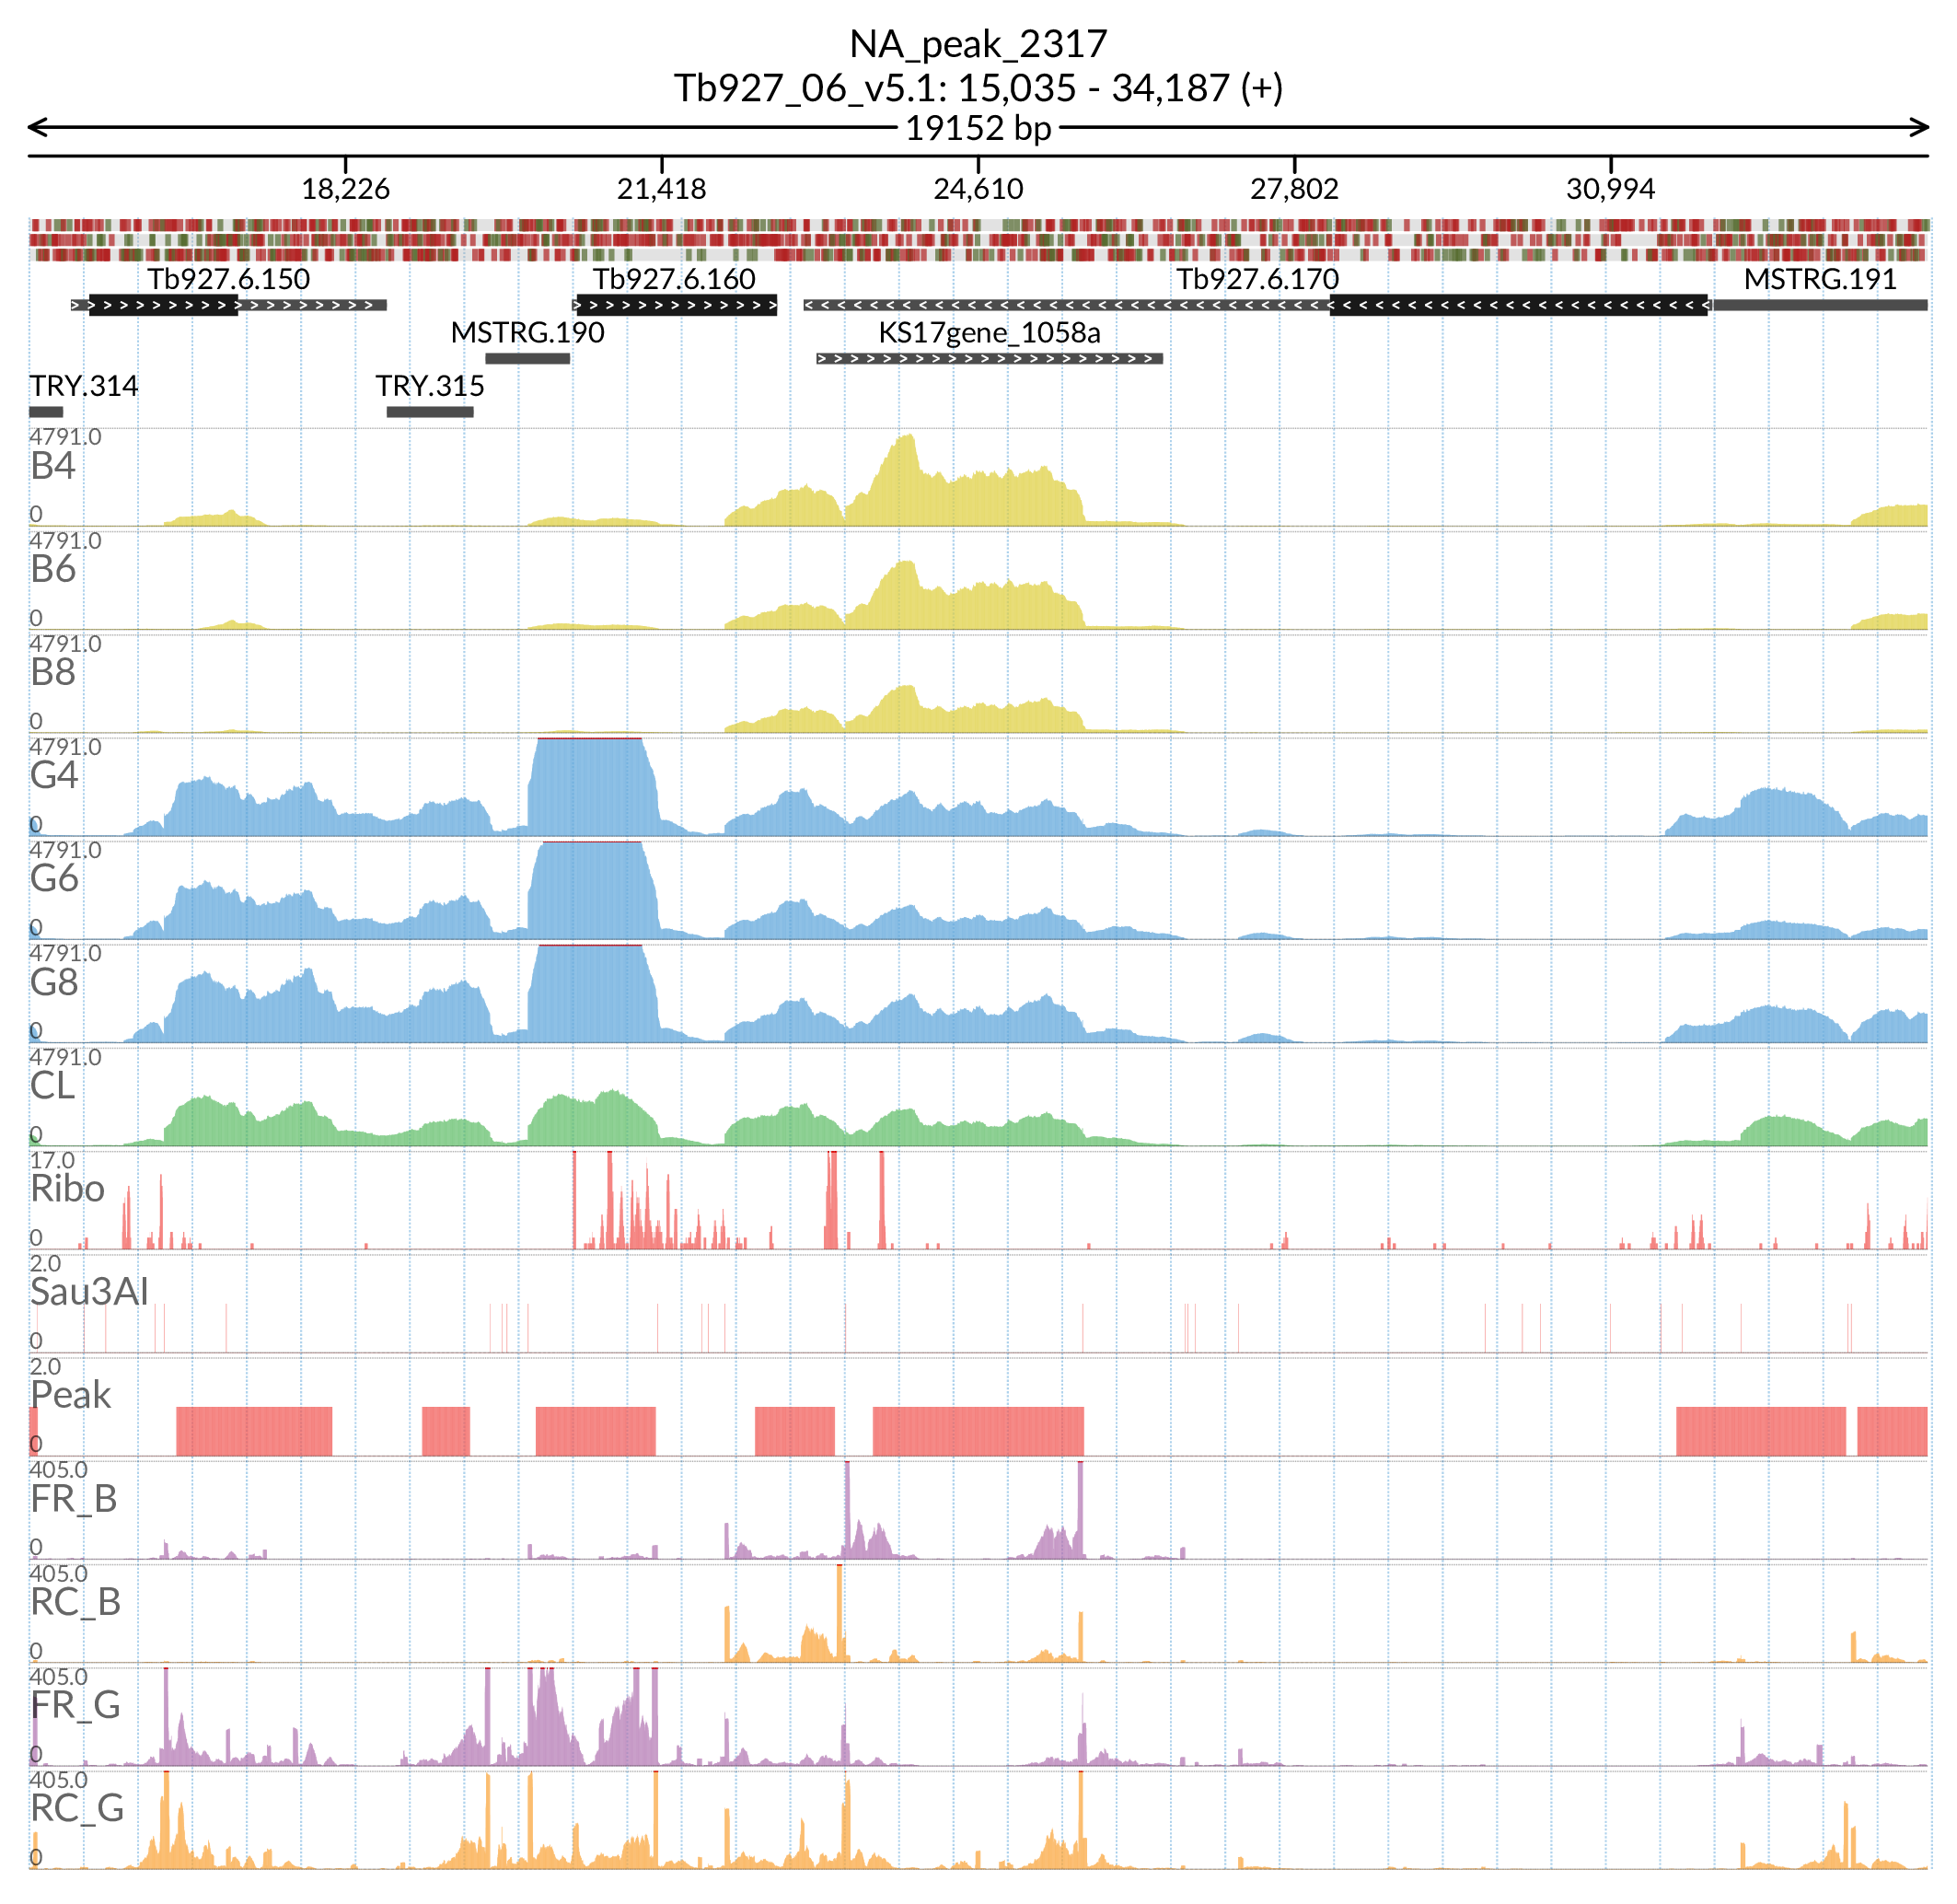 NA_peak_2317
Tb927_06_v5.1: 15,035 - 34,187 (+)
19152 bp
18,226 21,418 24,610 27,802 30,994
Tb927.6.150 Tb927.6.160 Tb927.6.170 MSTRG.191
MSTRG.190 KS17gene_1058a
TRY.314 TRY.315
4791.0
B4
0
4791.0
B6
0
4791.0
B8
0
4791.0
G4
0
4791.0
G6
0
4791.0
G8
0
4791.0
CL
0
17.0
Ribo
0
2.0
Sau3AI
0
2.0
Peak
0
405.0
FR_B
0
405.0
RC_B
0
405.0
FR_G
0
405.0
RC_G
0